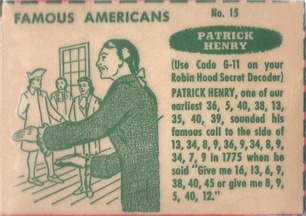 FAMOUS AMERICANS
No. 15
PATRICK
HENRY
(Use Code G-11 on your
Robin Hood Secret Decoder)
PATRICK HENRY, one of our
earliest 36, 5, 40, 38, 13,
35, 40, 39, sounded his
famous call to the side of
13, 34, 8, 9, 36, 9, 34, 8, 9,
34, 7, 9 in 1775 when he
said "Give me 16, 13, 6, 9,
38, 40, 45 or give me 8, 9,
5, 40, 12."